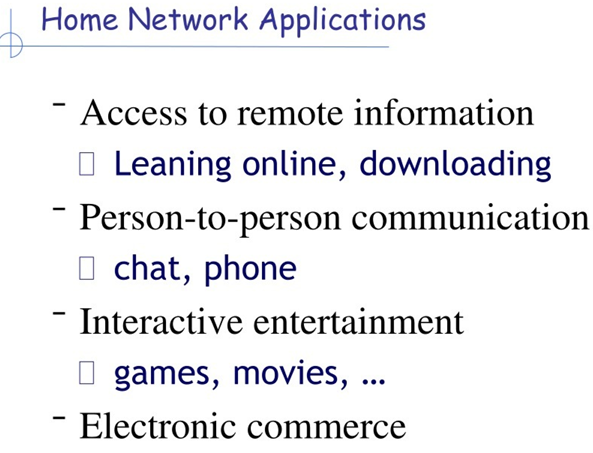 Home Network Applications
– Access to remote information
Leaning online, downloading
– Person-to-person communication
chat, phone
– Interactive entertainment
games, movies, ...
– Electronic commerce